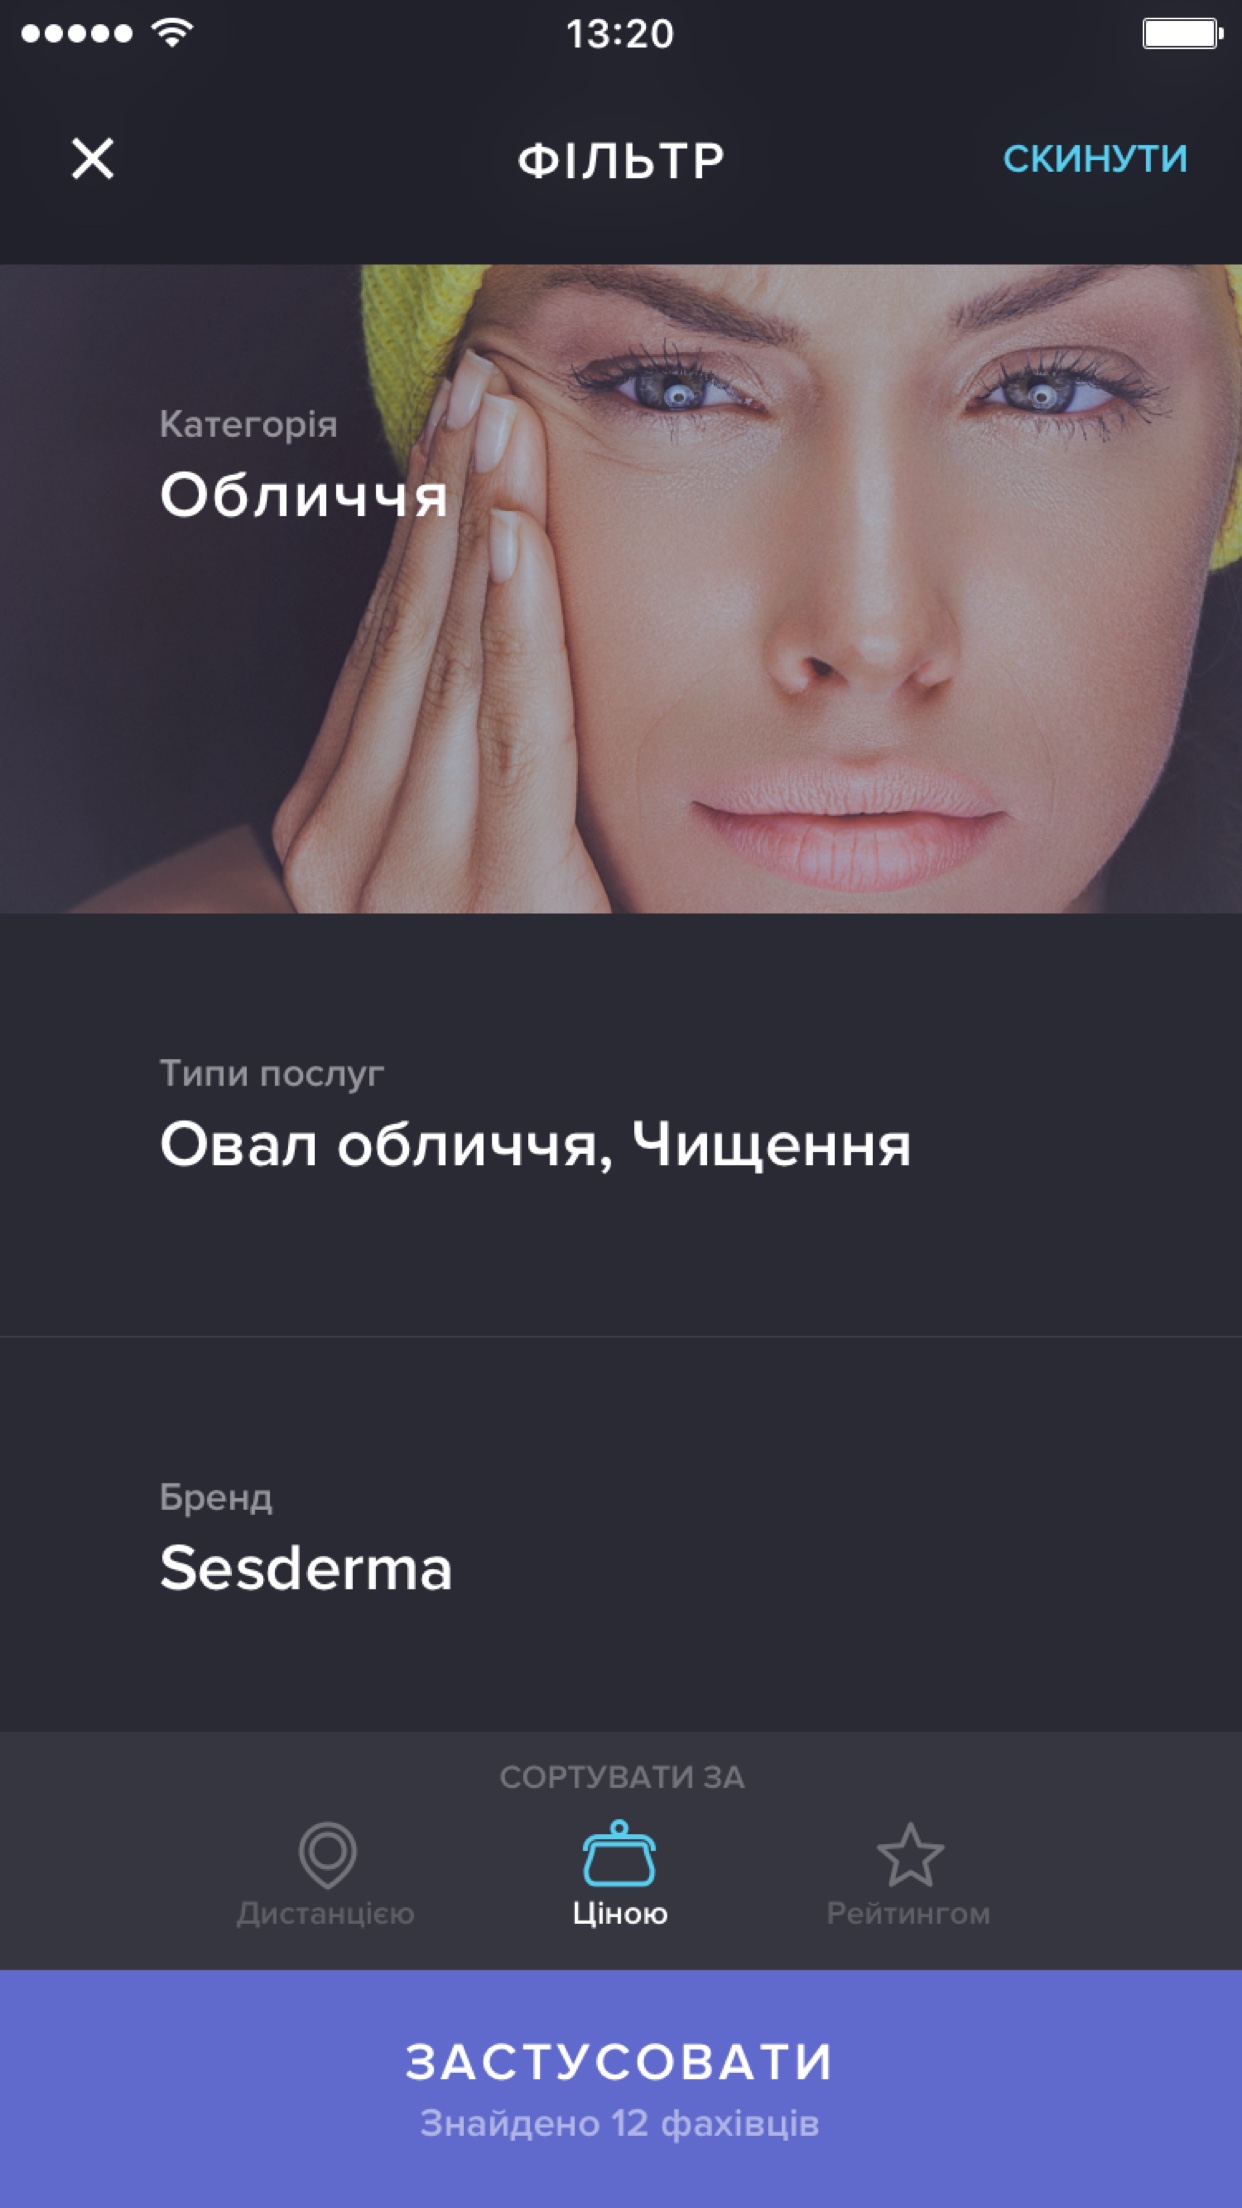 13:20
ФІЛЬТР
СКИНУТИ
Категорія
Обличчя
Типи послуг
Овал обличчя, Чищення
Бренд
Sesderma
СОРТУВАТИ ЗА
Дистанцією
Ціною
Рейтингом
ЗАСТУСОВАТИ
Знайдено 12 фахівців